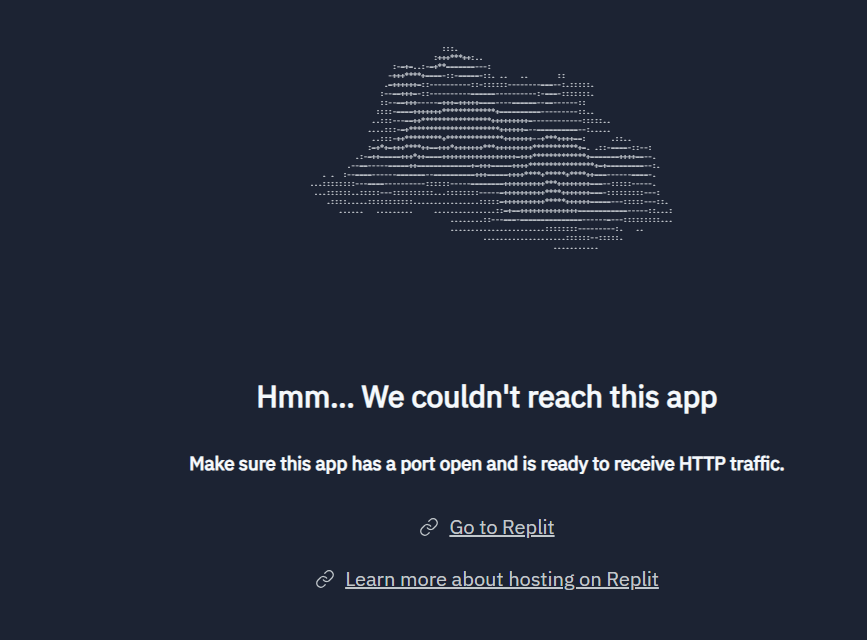 Hmm... We couldn't reach this app
Make sure this app has a port open and is ready to receive HTTP traffic.
Go to Replit
Learn more about hosting on Replit